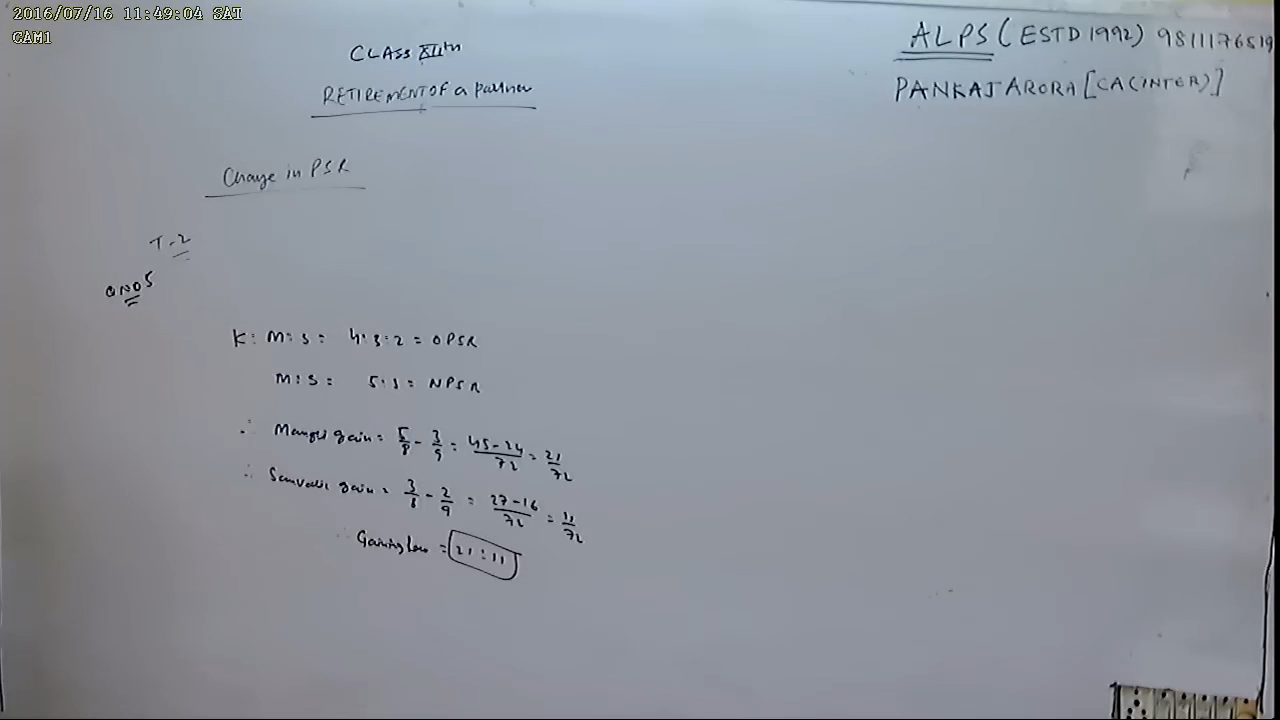 2016/07/16 11:49:04 SAT
CAM1
ALPS (ESTD 1992) 9811176519
PANKAJ ARORA [CA (INTER)]
CLASS XIIth
RETIREMENT OF a partner
Change in PSR
T-2
QNO 5
K : M : S = 4:3:2 = OPSR
M : S = 5:3 = NPSR
∴ gain = 5/8 - 3/9 = 45-24/72 = 21/72
∴ gain = 3/8 - 2/9 = 27-16/72 = 11/72
∴ Gaining = 21:11